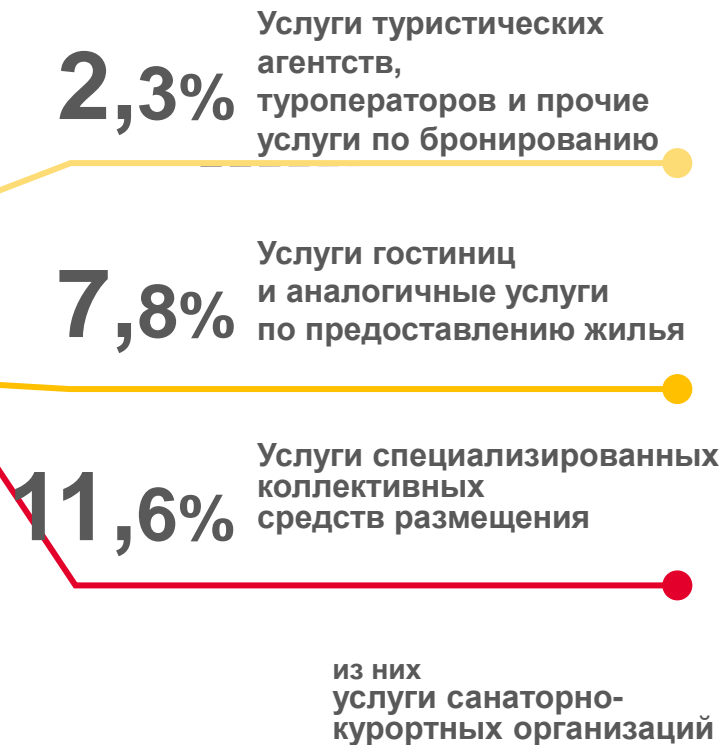 2,3%
Услуги туристических
агентств,
туроператоров и прочие
услуги по бронированию
7,8%
Услуги гостиниц
и аналогичные услуги
по предоставлению жилья
11,6%
Услуги специализированных
коллективных
средств размещения
из них
услуги санаторно-
курортных организаций